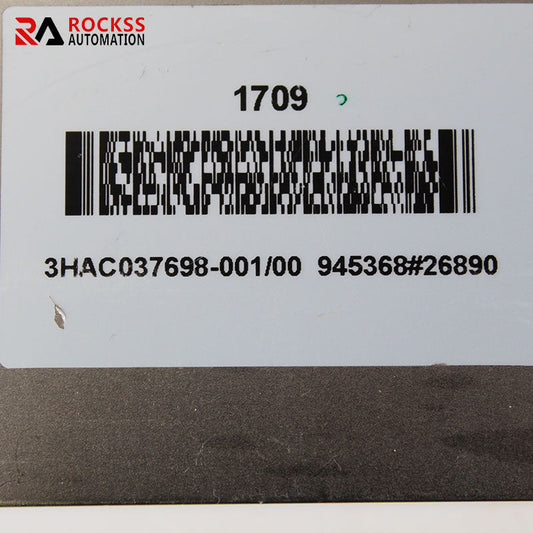 RA ROCKSS
AUTOMATION
1709
3HAC037698-001/00 945368#26890